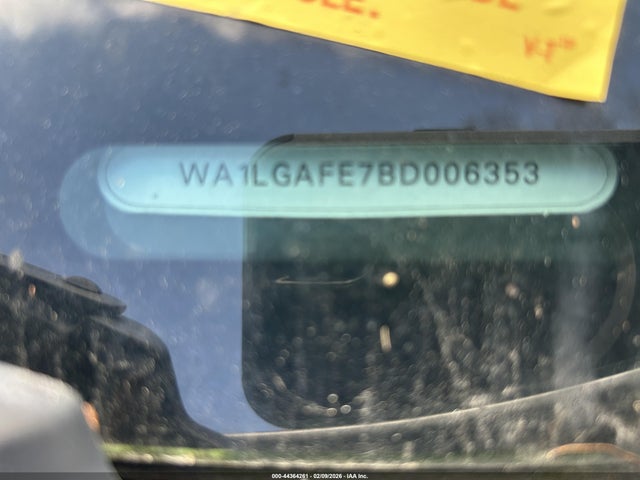 WA1LGAFE7BD006353
000-44364261 - 02/09/2026 - IAA Inc.